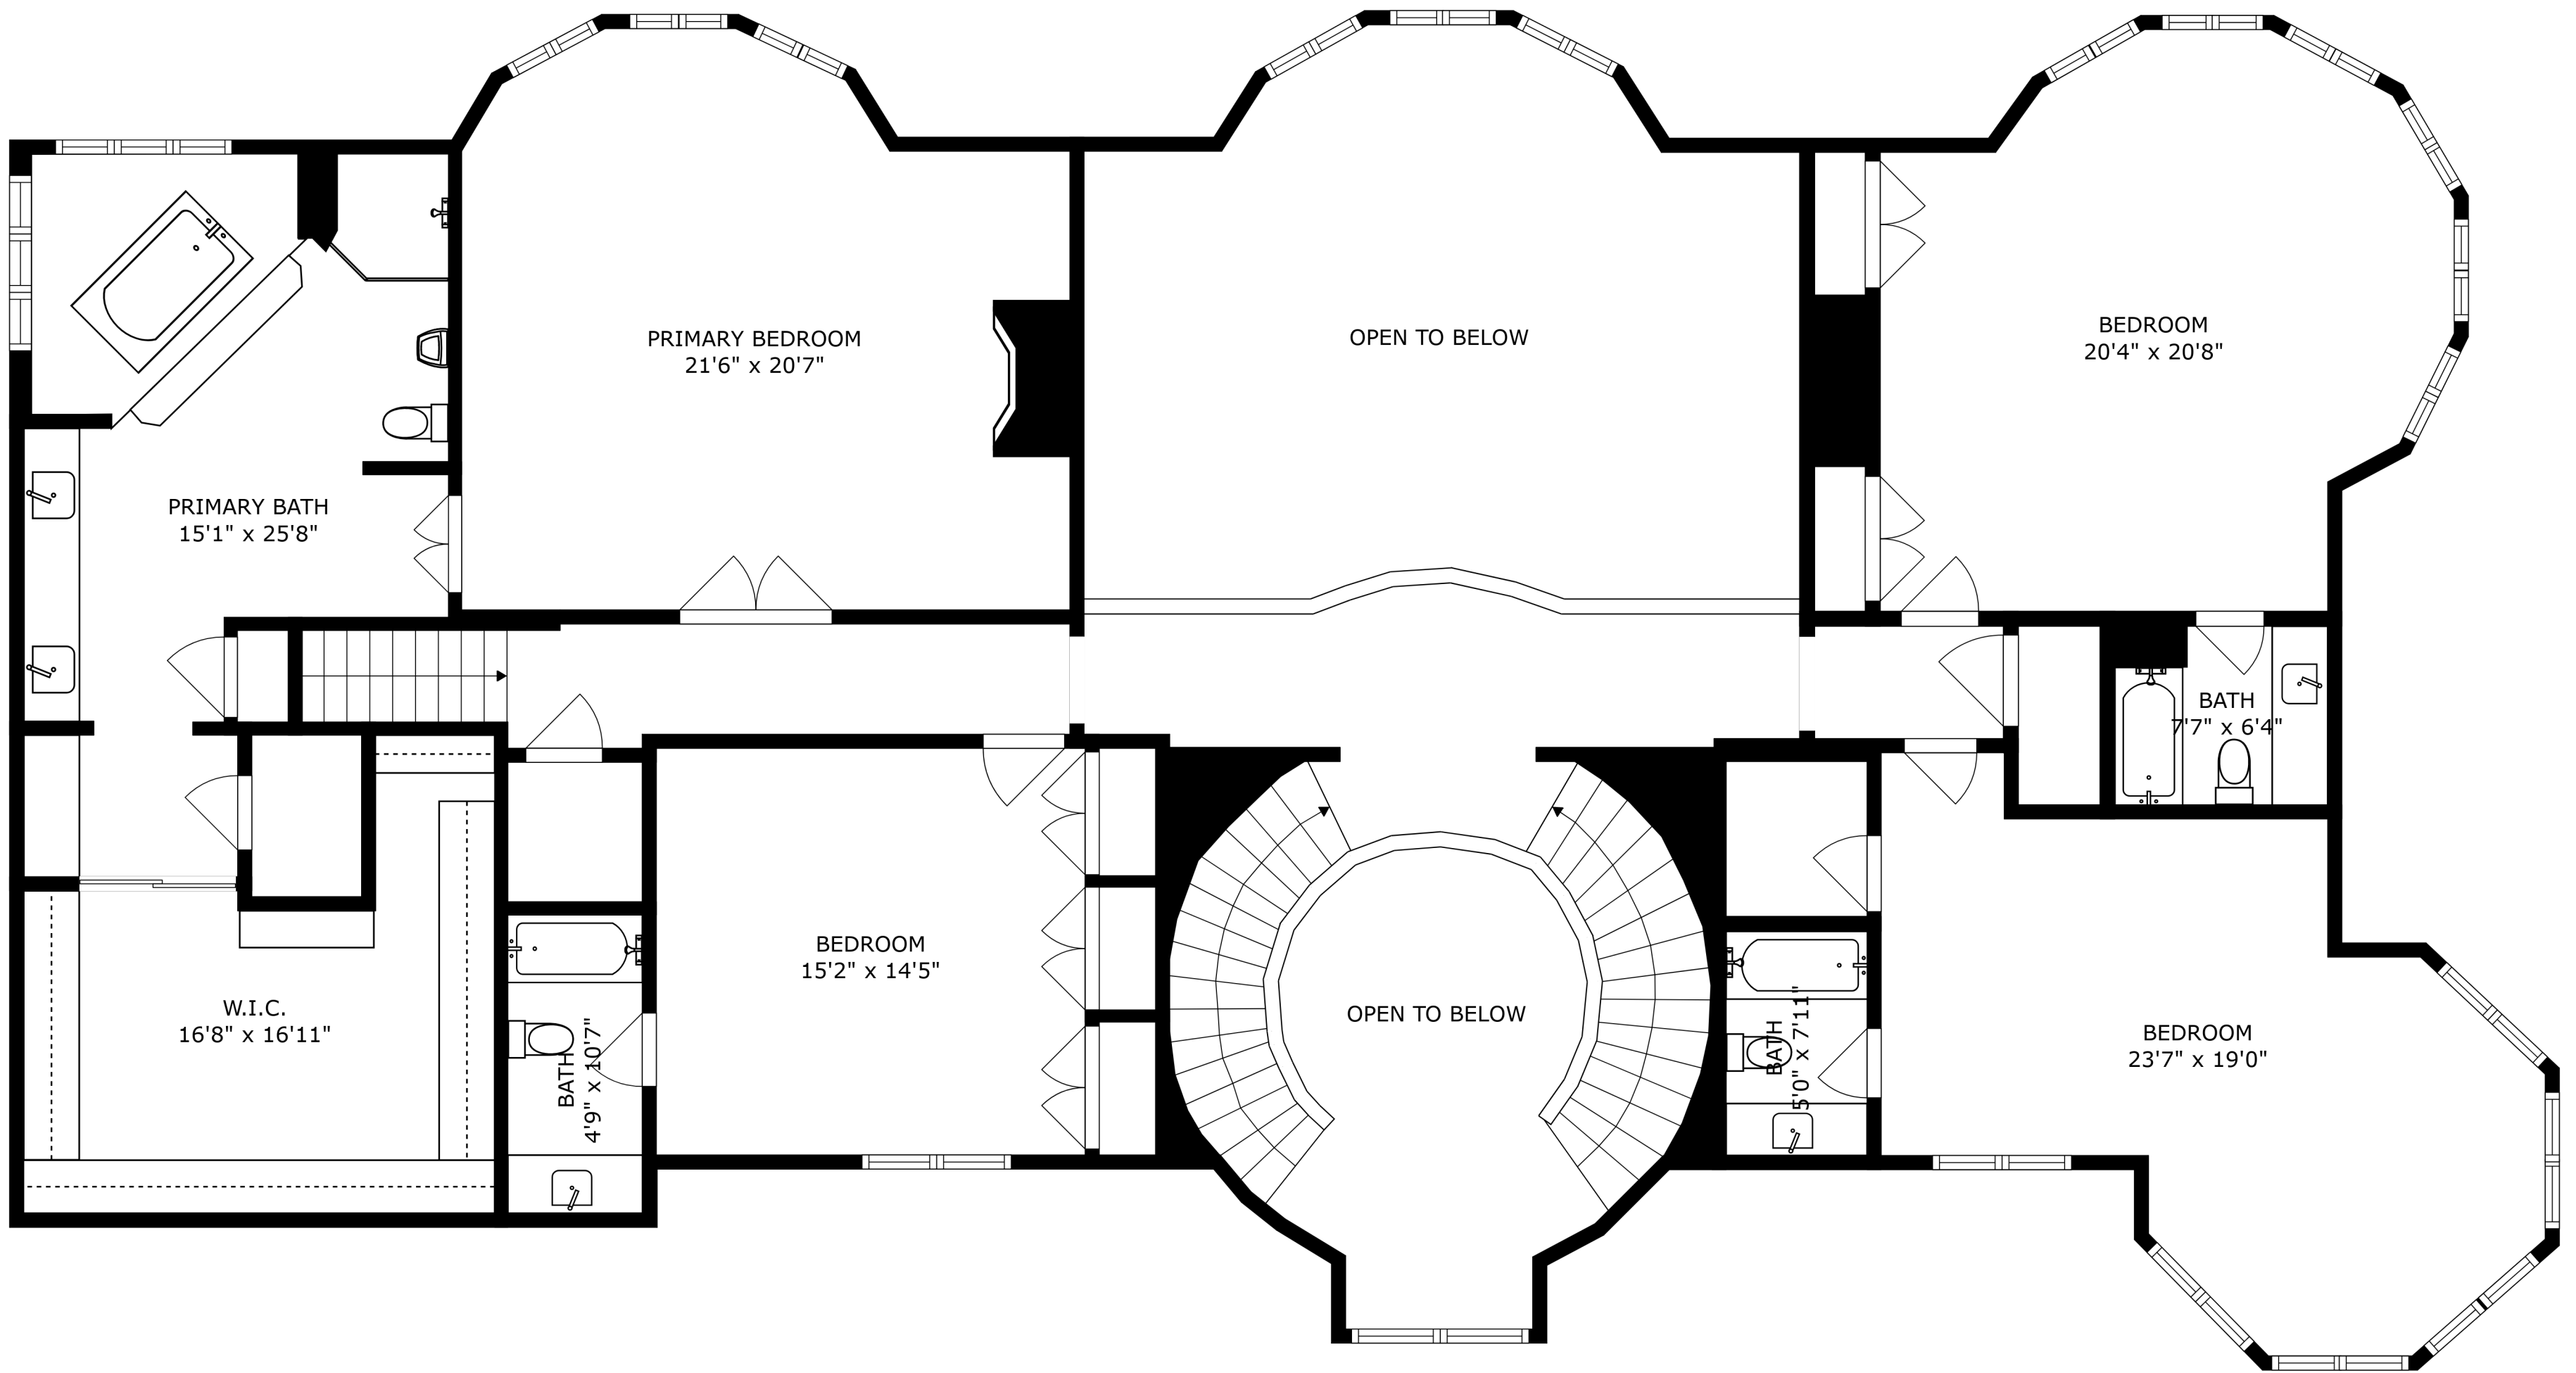 PRIMARY BEDROOM
21'6" x 20'7"
OPEN TO BELOW
BEDROOM
20'4" x 20'8"
PRIMARY BATH
15'1" x 25'8"
BATH
7'7" x 6'4"
BEDROOM
15'2" x 14'5"
W.I.C.
16'8" x 16'11"
BATH
4'9" x 10'7"
OPEN TO BELOW
BATH
5'0" x 7'11"
BEDROOM
23'7" x 19'0"